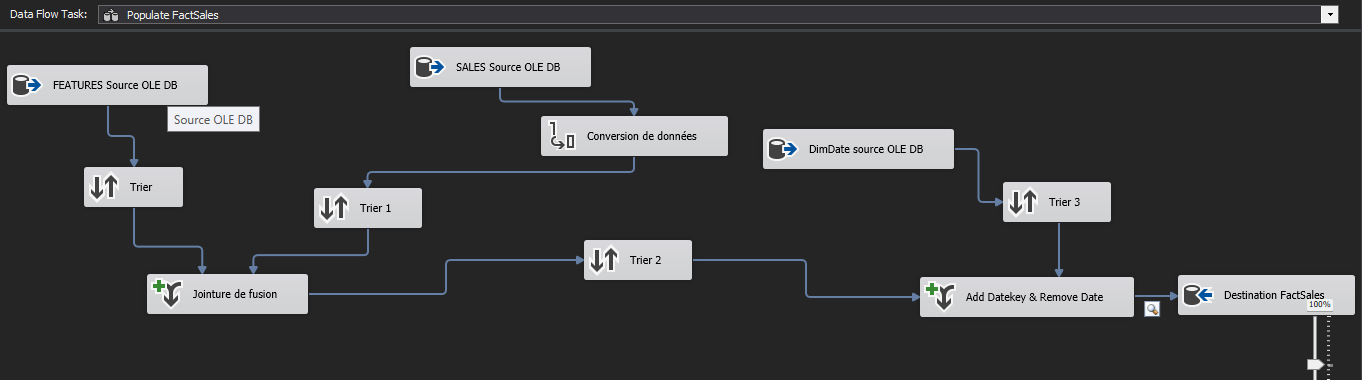 Data Flow Task: Populate FactSales
SALES Source OLE DB
FEATURES Source OLE DB
Source OLE DB
Conversion de données
DimDate source OLE DB
Trier
Trier 1
Trier 3
Trier 2
Jointure de fusion
Add Datekey & Remove Date
Destination FactSales
100%